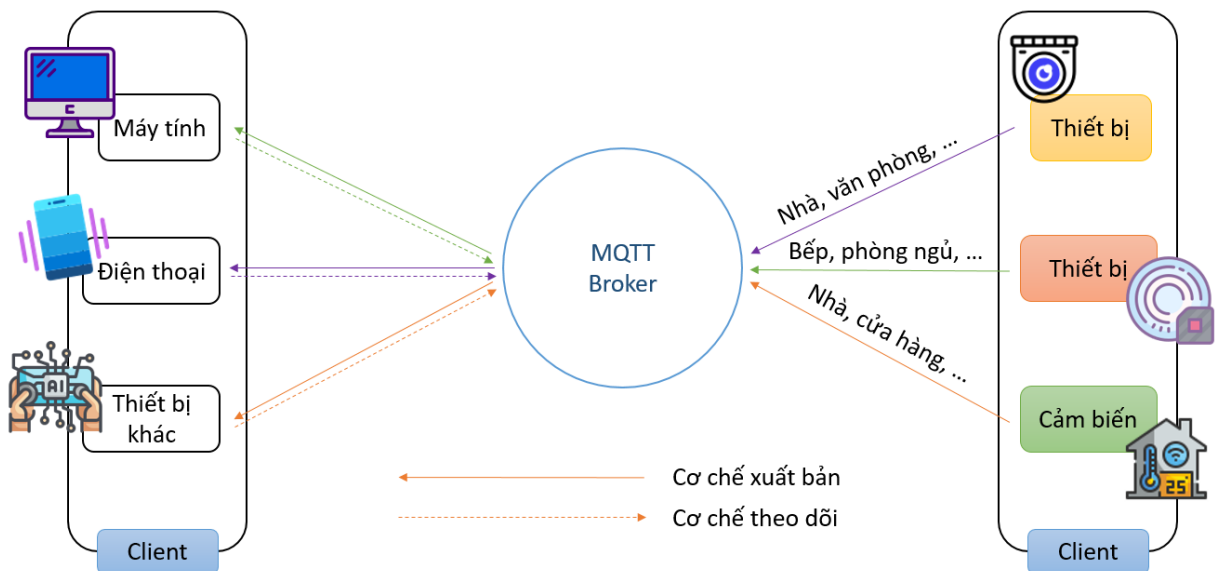 Máy tính
Điện thoại
AI
Thiết bị
khác
Client
MQTT
Broker
Nhà, văn phòng, ...
Bếp, phòng ngủ, ...
Nhà, cửa hàng, ...
Cơ chế xuất bản
Cơ chế theo dõi
Thiết bị
Thiết bị
Cảm biến
25°
Client